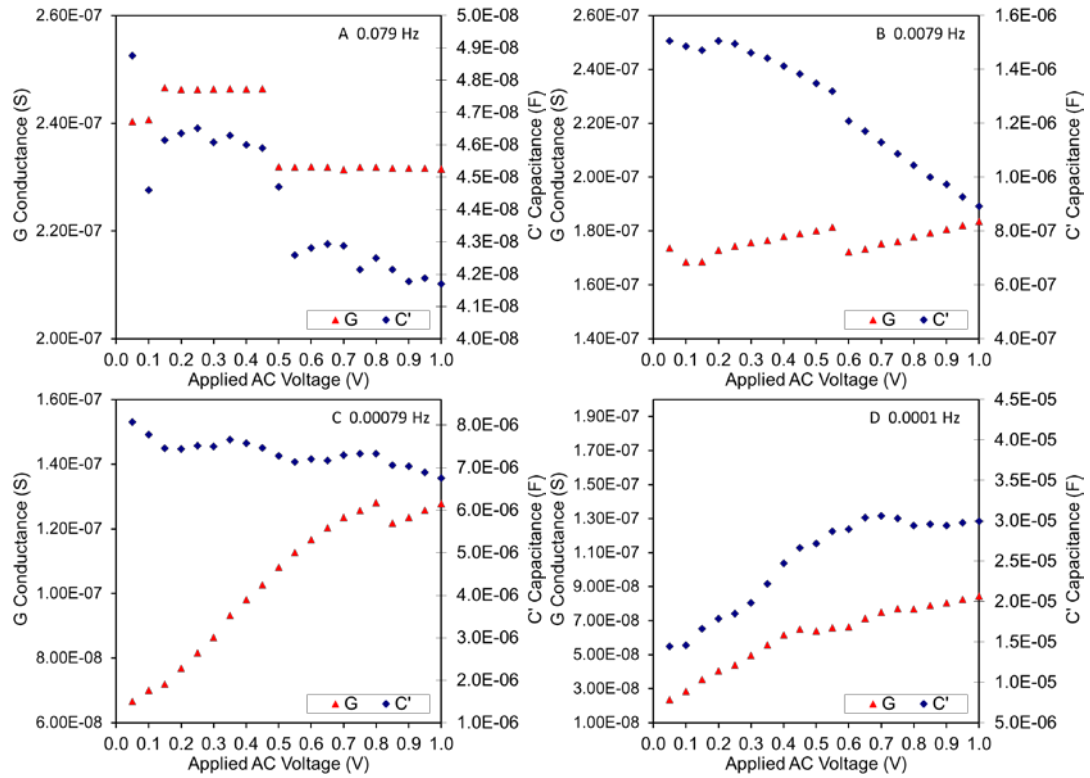 A 0.079 Hz
2.60E-07
2.40E-07
2.20E-07
2.00E-07
G Conductance (S)
5.0E-08
4.9E-08
4.8E-08
4.7E-08
4.6E-08
4.5E-08
4.4E-08
4.3E-08
4.2E-08
4.1E-08
4.0E-08
C' Capacitance (F)
G C'
0.0 0.1 0.2 0.3 0.4 0.5 0.6 0.7 0.8 0.9 1.0
Applied AC Voltage (V)
B 0.0079 Hz
2.60E-07
2.40E-07
2.20E-07
2.00E-07
1.80E-07
1.60E-07
1.40E-07
G Conductance (S)
1.6E-06
1.4E-06
1.2E-06
1.0E-06
8.0E-07
6.0E-07
4.0E-07
C' Capacitance (F)
G C'
0.0 0.1 0.2 0.3 0.4 0.5 0.6 0.7 0.8 0.9 1.0
Applied AC Voltage (V)
C 0.00079 Hz
1.60E-07
1.40E-07
1.20E-07
1.00E-07
8.00E-08
6.00E-08
G Conductance (S)
8.0E-06
7.0E-06
6.0E-06
5.0E-06
4.0E-06
3.0E-06
2.0E-06
1.0E-06
C' Capacitance (F)
G C'
0.0 0.1 0.2 0.3 0.4 0.5 0.6 0.7 0.8 0.9 1.0
Applied AC Voltage (V)
D 0.0001 Hz
1.90E-07
1.70E-07
1.50E-07
1.30E-07
1.10E-07
9.00E-08
7.00E-08
5.00E-08
3.00E-08
1.00E-08
G Conductance (S)
4.5E-05
4.0E-05
3.5E-05
3.0E-05
2.5E-05
2.0E-05
1.5E-05
1.0E-05
5.0E-06
C' Capacitance (F)
G C'
0.0 0.1 0.2 0.3 0.4 0.5 0.6 0.7 0.8 0.9 1.0
Applied AC Voltage (V)